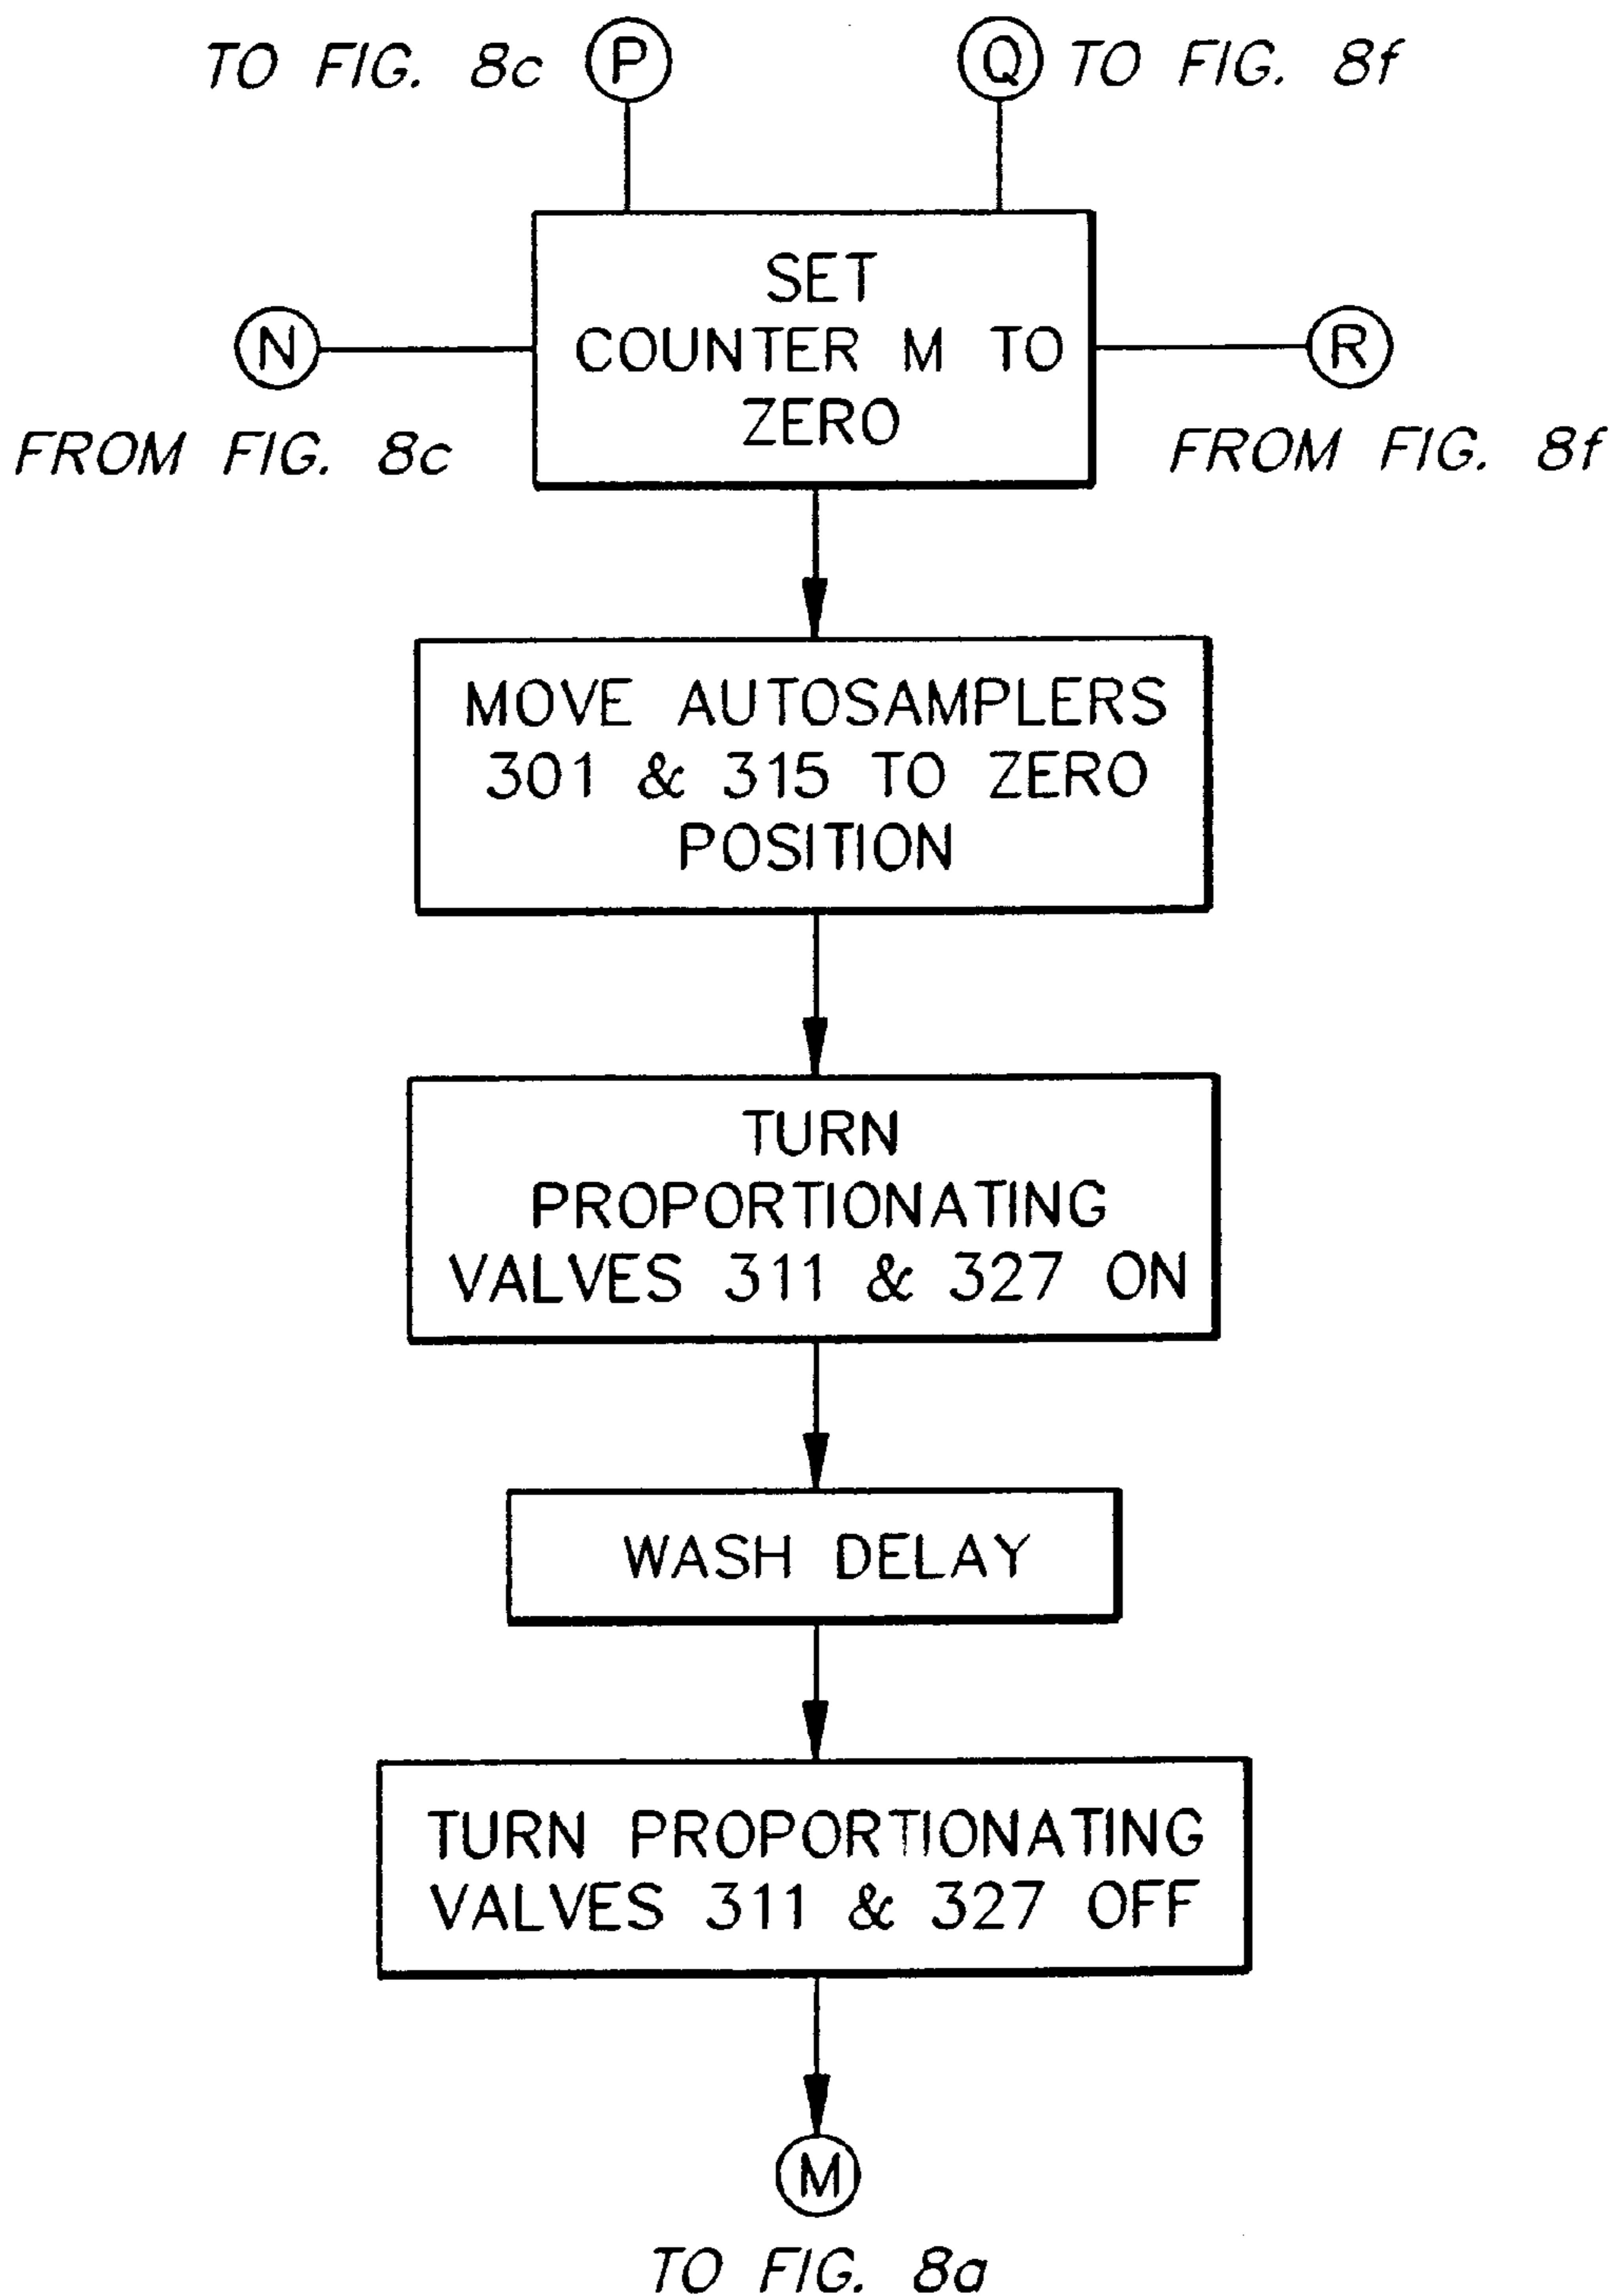 TO FIG. 8c P
Q TO FIG. 8f
SET
COUNTER M TO
ZERO
N
FROM FIG. 8c
R
FROM FIG. 8f
MOVE AUTOSAMPLERS
301 & 315 TO ZERO
POSITION
TURN
PROPORTIONATING
VALVES 311 & 327 ON
WASH DELAY
TURN PROPORTIONATING
VALVES 311 & 327 OFF
M
TO FIG. 8a